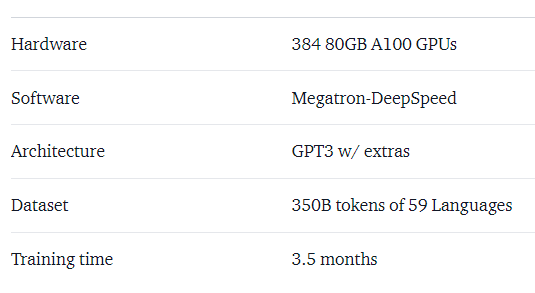 Hardware 384 80GB A100 GPUs
Software Megatron-DeepSpeed
Architecture GPT3 w/ extras
Dataset 350B tokens of 59 Languages
Training time 3.5 months